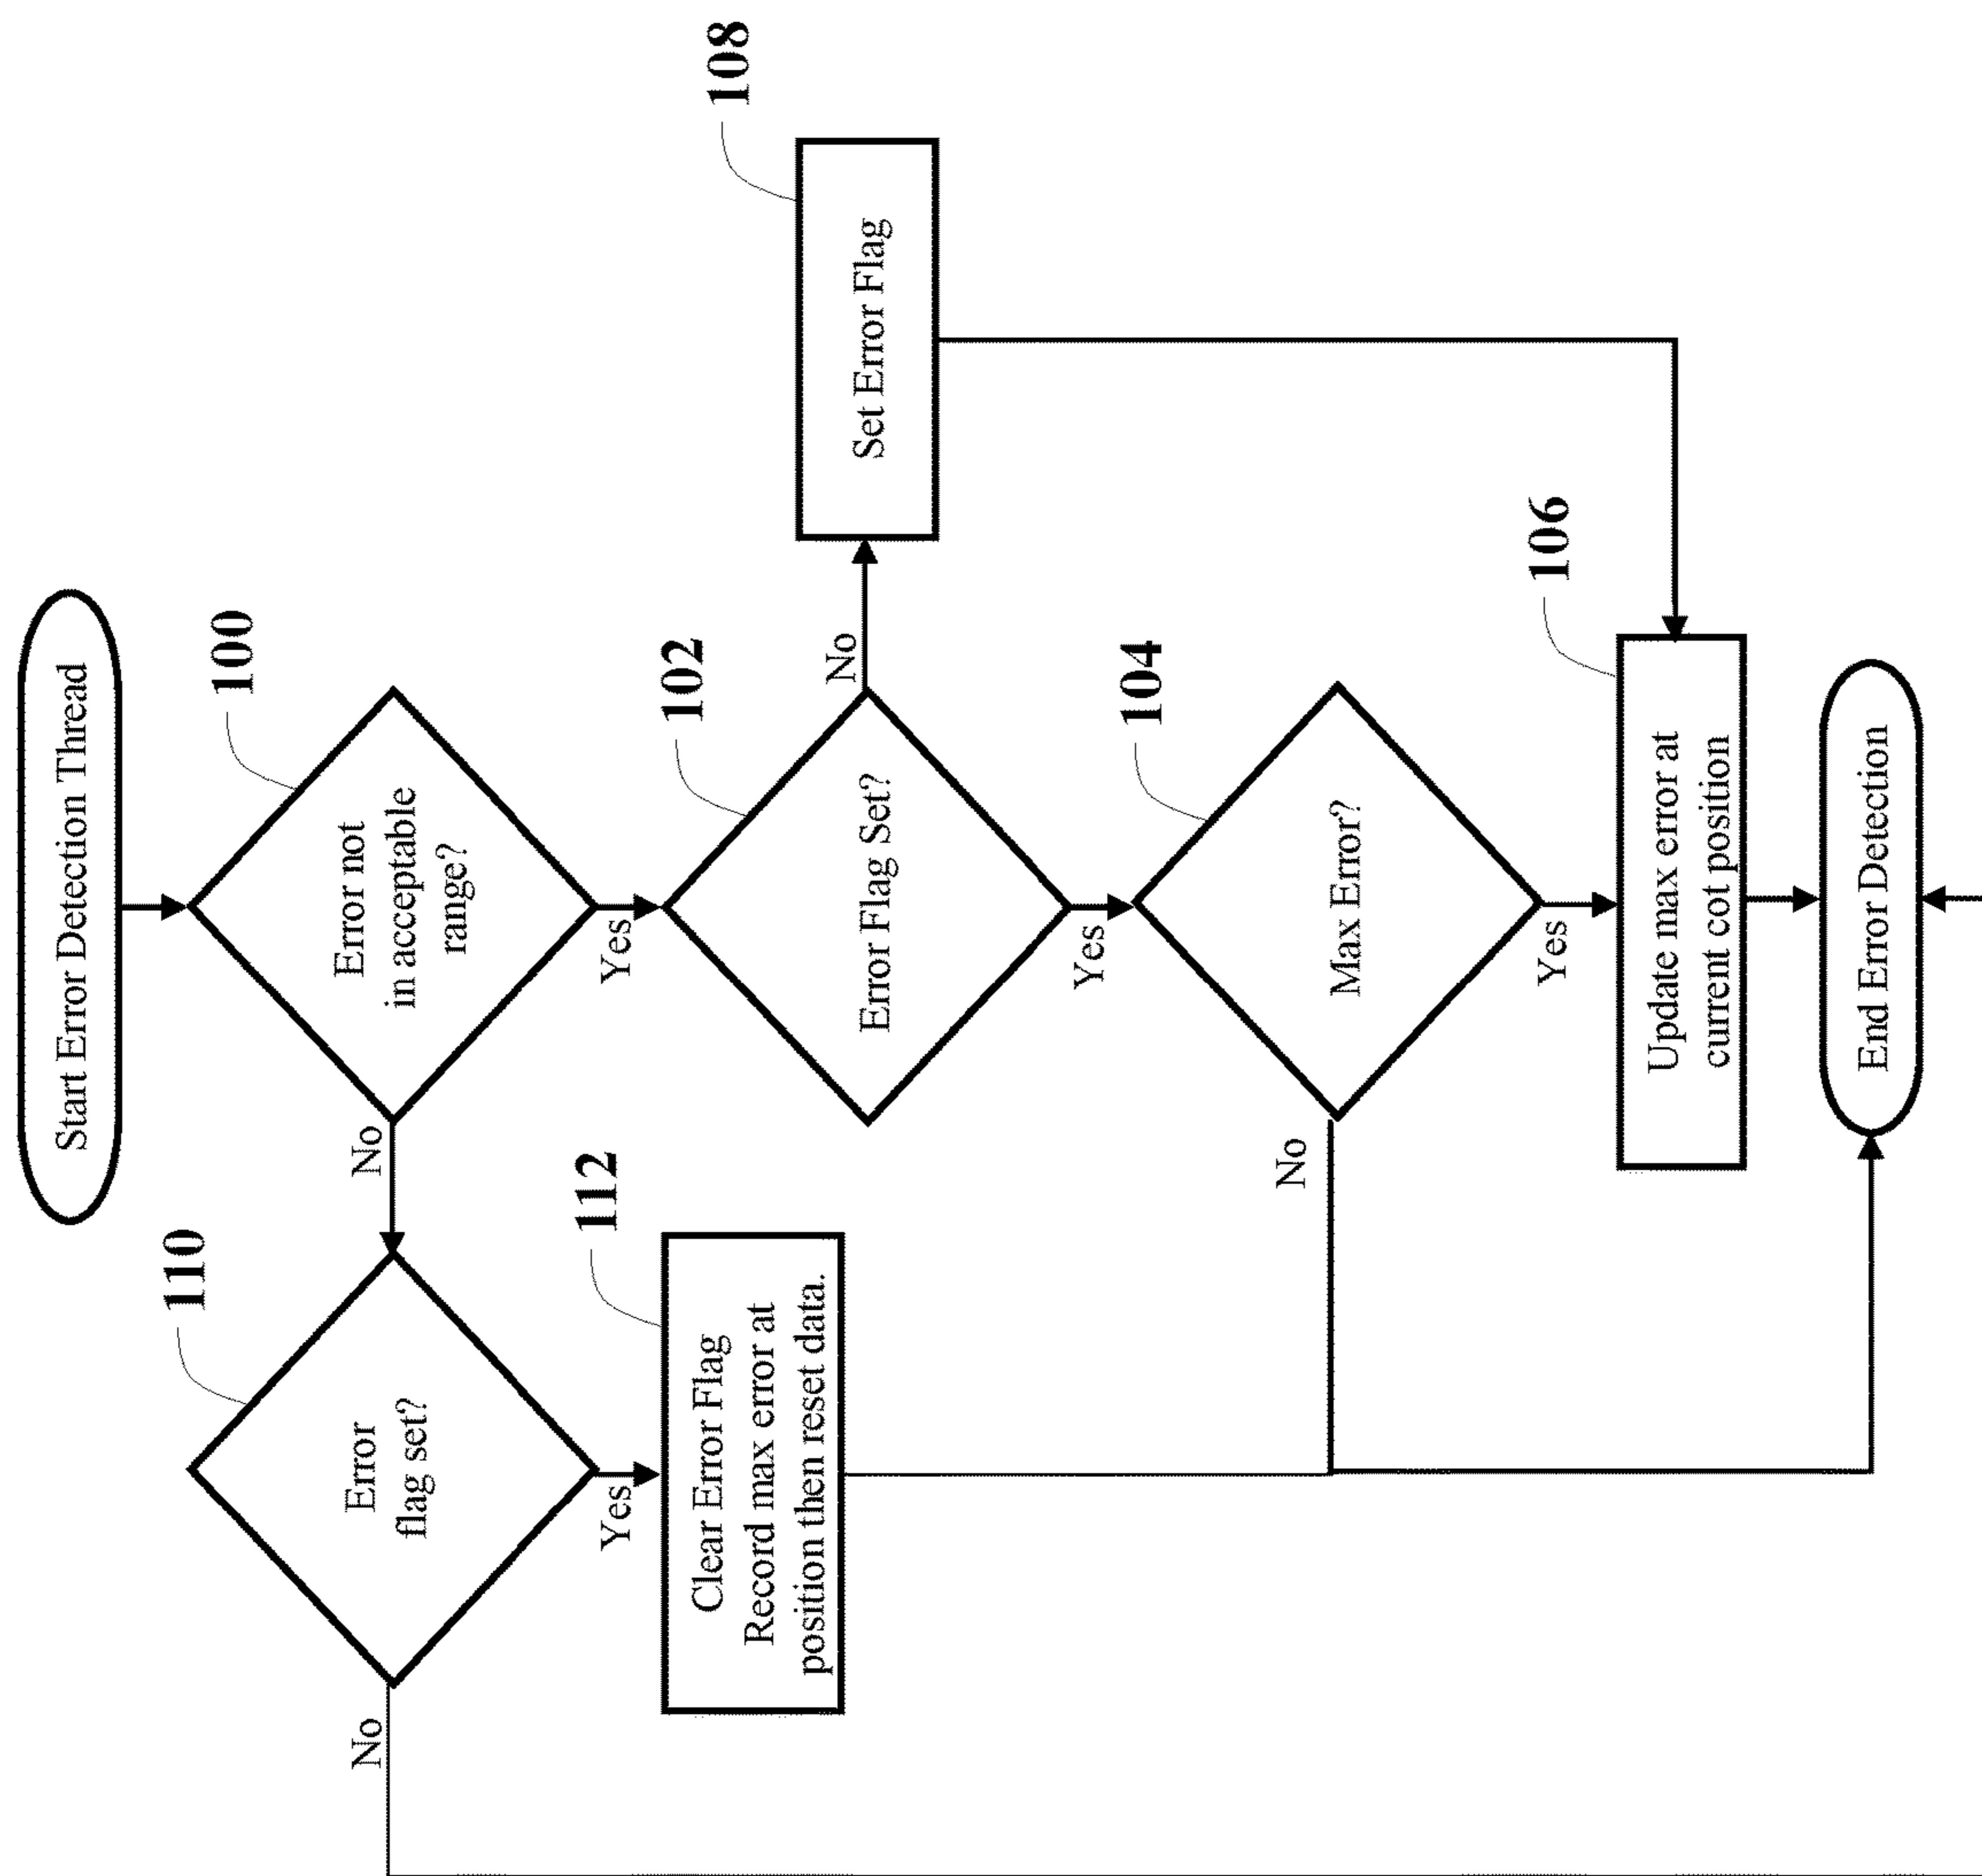 Start Error Detection Thread
100
Error not
in acceptable
range?
No
Yes
110
Error
flag set?
No
Yes
112
Clear Error Flag
Record max error at
position then reset data.
102
Error Flag Set?
No
Yes
108
Set Error Flag
104
Max Error?
No
Yes
106
Update max error at
current cot position
End Error Detection